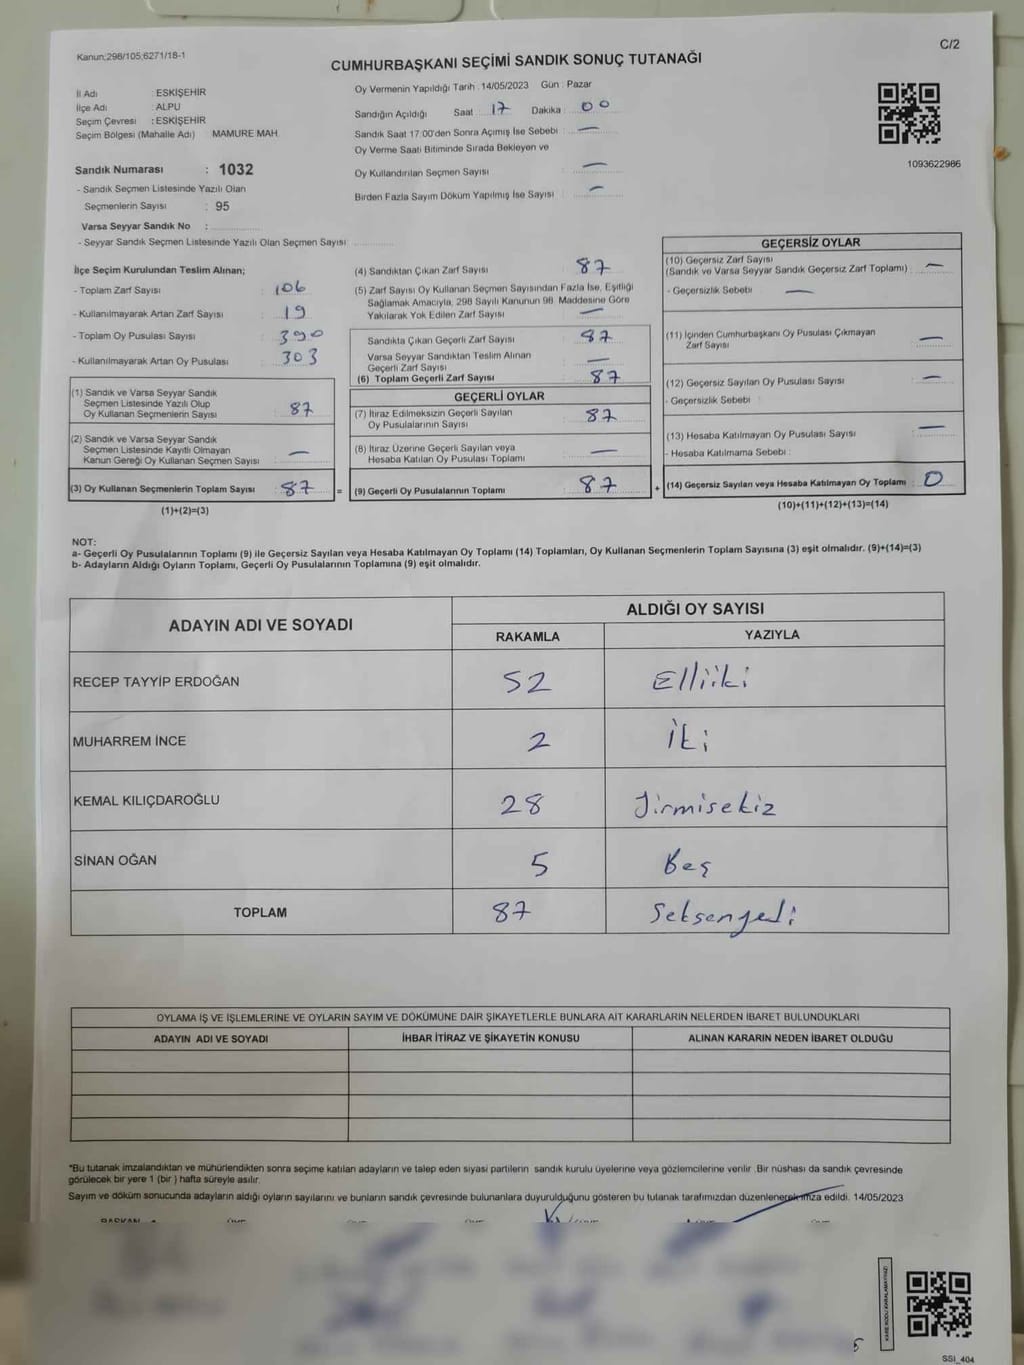 Kanun;298/105;6271/18-1
C/2
CUMHURBAŞKANI SEÇİMİ SANDIK SONUÇ TUTANAĞI
İl Adı : ESKİŞEHİR
İlçe Adı : ALPU
Seçim Çevresi : ESKİŞEHİR
Seçim Bölgesi (Mahalle Adı) : MAMURE MAH.
Sandık Numarası : 1032
- Sandık Seçmen Listesinde Yazılı Olan
Seçmenlerin Sayısı : 95
Varsa Seyyar Sandık No :
- Seyyar Sandık Seçmen Listesinde Yazılı Olan Seçmen Sayısı
Oy Vermenin Yapıldığı Tarih : 14/05/2023 Gün : Pazar
Sandığın Açıldığı Saat 17 Dakika 00
Sandık Saat 17:00'den Sonra Açımış İse Sebebi : —
Oy Verme Saati Bitiminde Sırada Bekleyen ve
Oy Kullandırılan Seçmen Sayısı —
Birden Fazla Sayım Döküm Yapılmış İse Sayısı : —
1093622986
İlçe Seçim Kurulundan Teslim Alınan;
- Toplam Zarf Sayısı : 106
- Kullanılmayarak Artan Zarf Sayısı : 19
- Toplam Oy Pusulası Sayısı : 390
- Kullanılmayarak Artan Oy Pusulası : 303
(1) Sandık ve Varsa Seyyar Sandık
Seçmen Listesinde Yazılı Olup
Oy Kullanan Seçmenlerin Sayısı : 87
(2) Sandık ve Varsa Seyyar Sandık
Seçmen Listesinde Kayıtlı Olmayan
Kanun Gereği Oy Kullanan Seçmen Sayısı : —
(3) Oy Kullanan Seçmenlerin Toplam Sayısı : 87
(1)+(2)=(3)
=
(4) Sandıktan Çıkan Zarf Sayısı : 87
(5) Zarf Sayısı Oy Kullanan Seçmen Sayısından Fazla İse, Eşitliği
Sağlamak Amacıyla, 298 Sayılı Kanunun 98. Maddesine Göre
Yakılarak Yok Edilen Zarf Sayısı : —
Sandıkta Çıkan Geçerli Zarf Sayısı : 87
Varsa Seyyar Sandıktan Teslim Alınan
Geçerli Zarf Sayısı : —
(6) Toplam Geçerli Zarf Sayısı : 87
GEÇERLİ OYLAR
(7) İtiraz Edilmeksizin Geçerli Sayılan
Oy Pusulalarının Sayısı : 87
(8) İtiraz Üzerine Geçerli Sayılan veya
Hesaba Katılan Oy Pusulası Toplamı : —
(9) Geçerli Oy Pusulalarının Toplamı : 87
+
GEÇERSİZ OYLAR
(10) Geçersiz Zarf Sayısı
(Sandık ve Varsa Seyyar Sandık Geçersiz Zarf Toplamı) : —
- Geçersizlik Sebebi : —
(11) İçinden Cumhurbaşkanı Oy Pusulası Çıkmayan
Zarf Sayısı : —
(12) Geçersiz Sayılan Oy Pusulası Sayısı : —
- Geçersizlik Sebebi :
(13) Hesaba Katılmayan Oy Pusulası Sayısı : —
- Hesaba Katılmama Sebebi :
(14) Geçersiz Sayılan veya Hesaba Katılmayan Oy Toplamı : 0
(10)+(11)+(12)+(13)=(14)
NOT:
a- Geçerli Oy Pusulalarının Toplamı (9) ile Geçersiz Sayılan veya Hesaba Katılmayan Oy Toplamı (14) Toplamları, Oy Kullanan Seçmenlerin Toplam Sayısına (3) eşit olmalıdır. (9)+(14)=(3)
b- Adayların Aldığı Oyların Toplamı, Geçerli Oy Pusulalarının Toplamına (9) eşit olmalıdır.
ADAYIN ADI VE SOYADI
ALDIĞI OY SAYISI
RAKAMLA YAZIYLA
RECEP TAYYİP ERDOĞAN 52 Elliiki
MUHARREM İNCE 2 İki
KEMAL KILIÇDAROĞLU 28 Yirmisekiz
SİNAN OĞAN 5 Beş
TOPLAM 87 Seksenyedi
OYLAMA İŞ VE İŞLEMLERİNE VE OYLARIN SAYIM VE DÖKÜMÜNE DAİR ŞİKAYETLERLE BUNLARA AİT KARARLARIN NELERDEN İBARET BULUNDUKLARI
ADAYIN ADI VE SOYADI İHBAR İTİRAZ VE ŞİKAYETİN KONUSU ALINAN KARARIN NEDEN İBARET OLDUĞU
*Bu tutanak imzalandıktan ve mühürlendikten sonra seçime katılan adayların ve talep eden siyasi partilerin sandık kurulu üyelerine veya gözlemcilerine verilir .Bir nüshası da sandık çevresinde
görülecek bir yere 1 (bir ) hafta süreyle asılır.
Sayım ve döküm sonucunda adayların aldığı oyların sayılarını ve bunların sandık çevresinde bulunanlara duyurulduğunu gösteren bu tutanak tarafımızdan düzenlenerek imza edildi. 14/05/2023
SSI_404